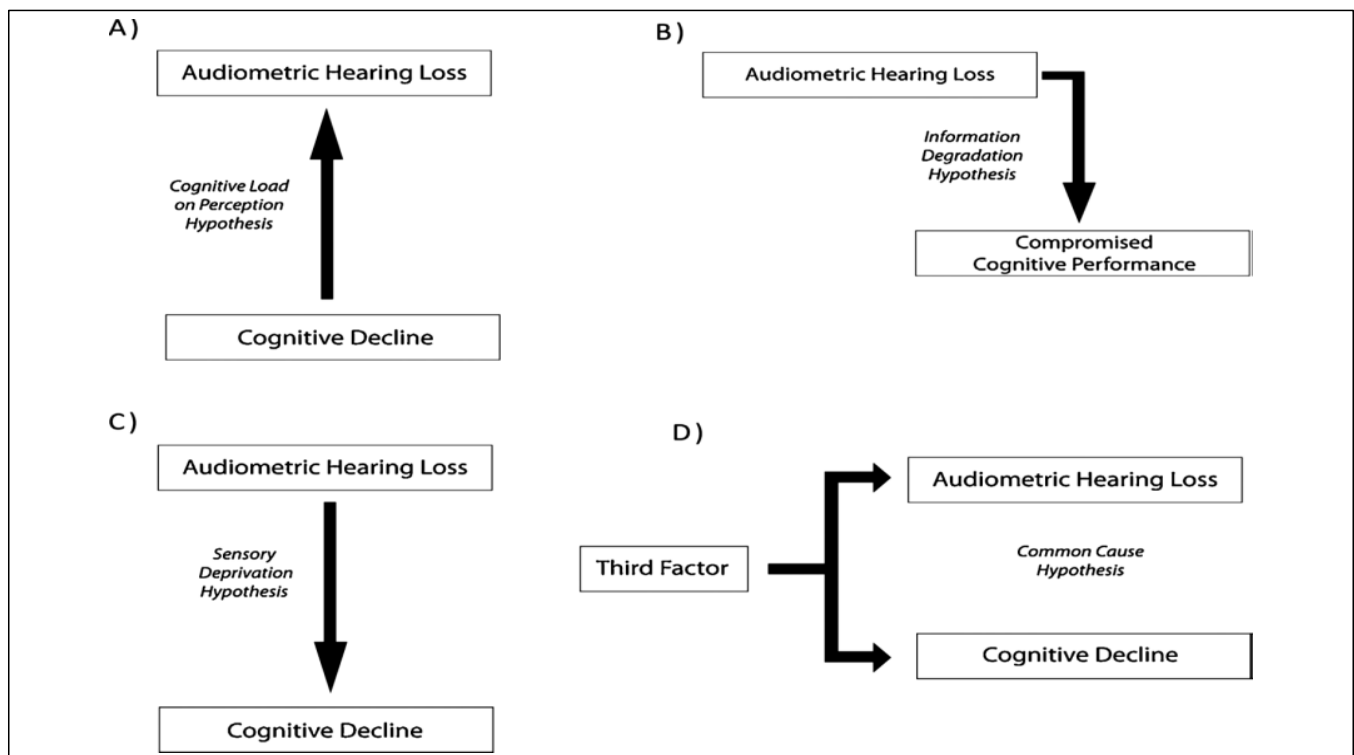 A)
Audiometric Hearing Loss
Cognitive Load
on Perception
Hypothesis
Cognitive Decline
B)
Audiometric Hearing Loss
Information
Degradation
Hypothesis
Compromised
Cognitive Performance
C)
Audiometric Hearing Loss
Sensory
Deprivation
Hypothesis
Cognitive Decline
D)
Audiometric Hearing Loss
Third Factor
Common Cause
Hypothesis
Cognitive Decline